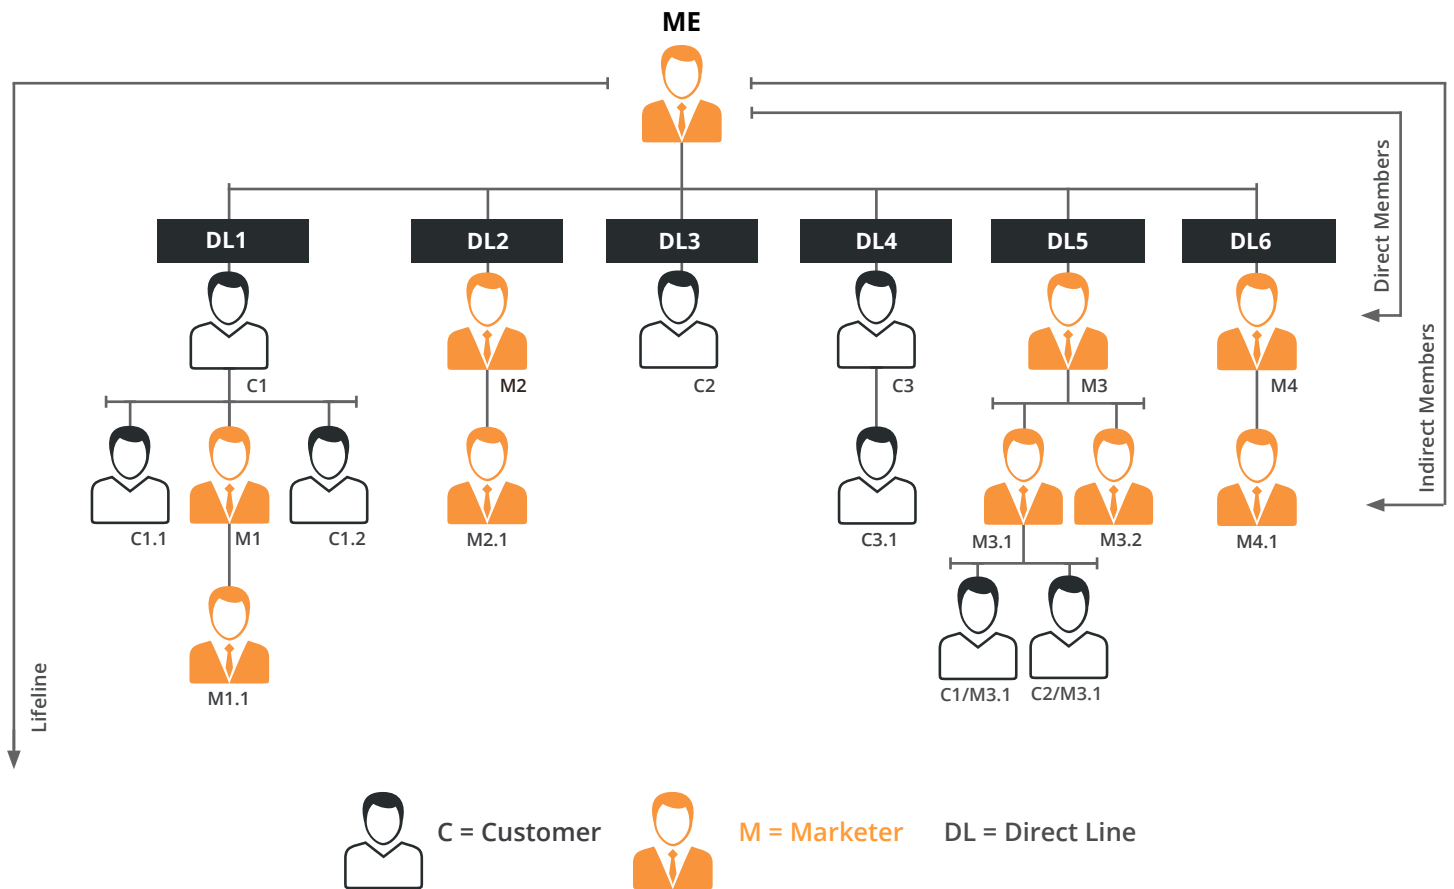 ME
Direct Members
DL1
DL2
DL3
DL4
DL5
DL6
Indirect Members
C1
M2
C2
C3
M3
M4
C1.1
M1
C1.2
M2.1
C3.1
M3.1
M3.2
M4.1
Lifeline
M1.1
C1/M3.1
C2/M3.1
C = Customer
M = Marketer
DL = Direct Line